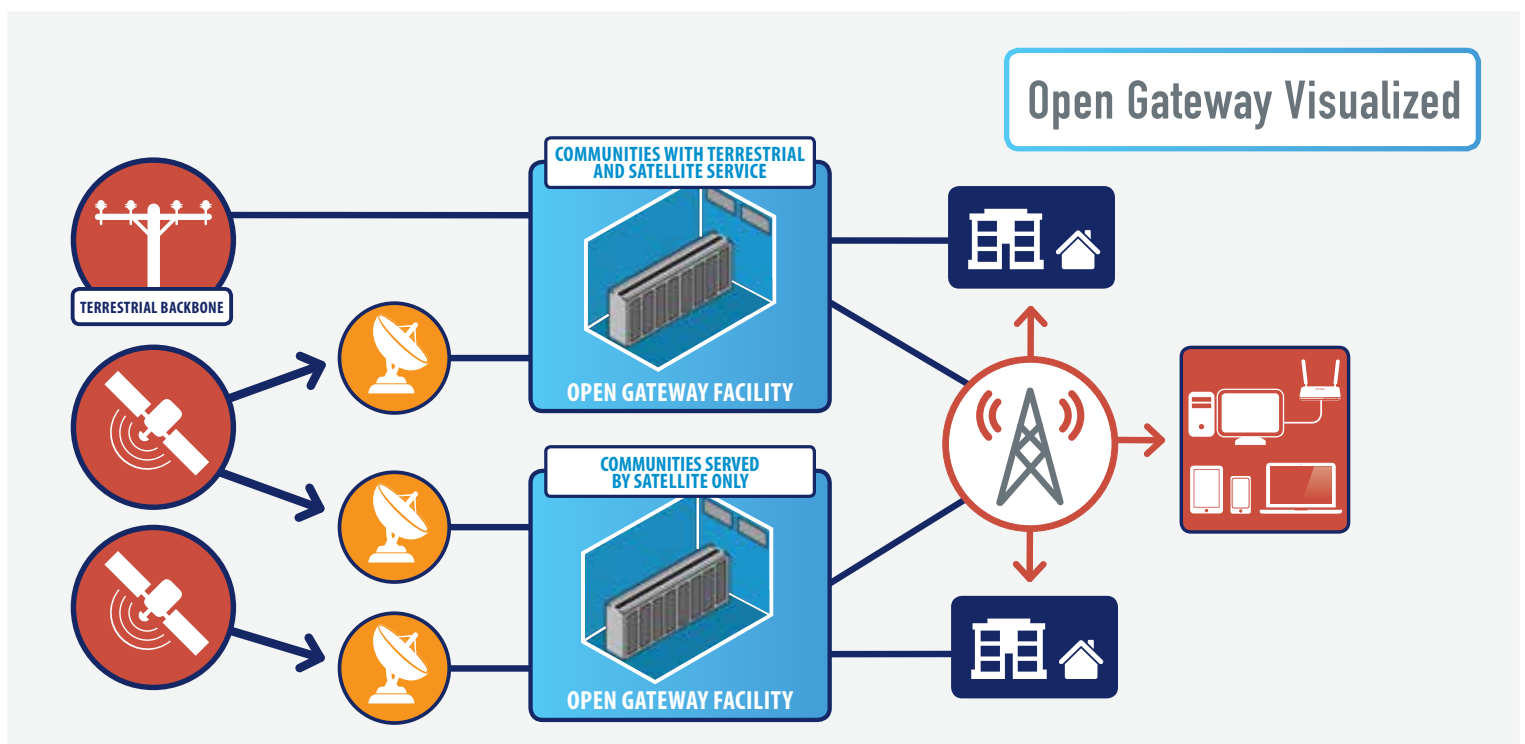 Open Gateway Visualized
COMMUNITIES WITH TERRESTRIAL
AND SATELLITE SERVICE
TERRESTRIAL BACKBONE
OPEN GATEWAY FACILITY
COMMUNITIES SERVED
BY SATELLITE ONLY
OPEN GATEWAY FACILITY